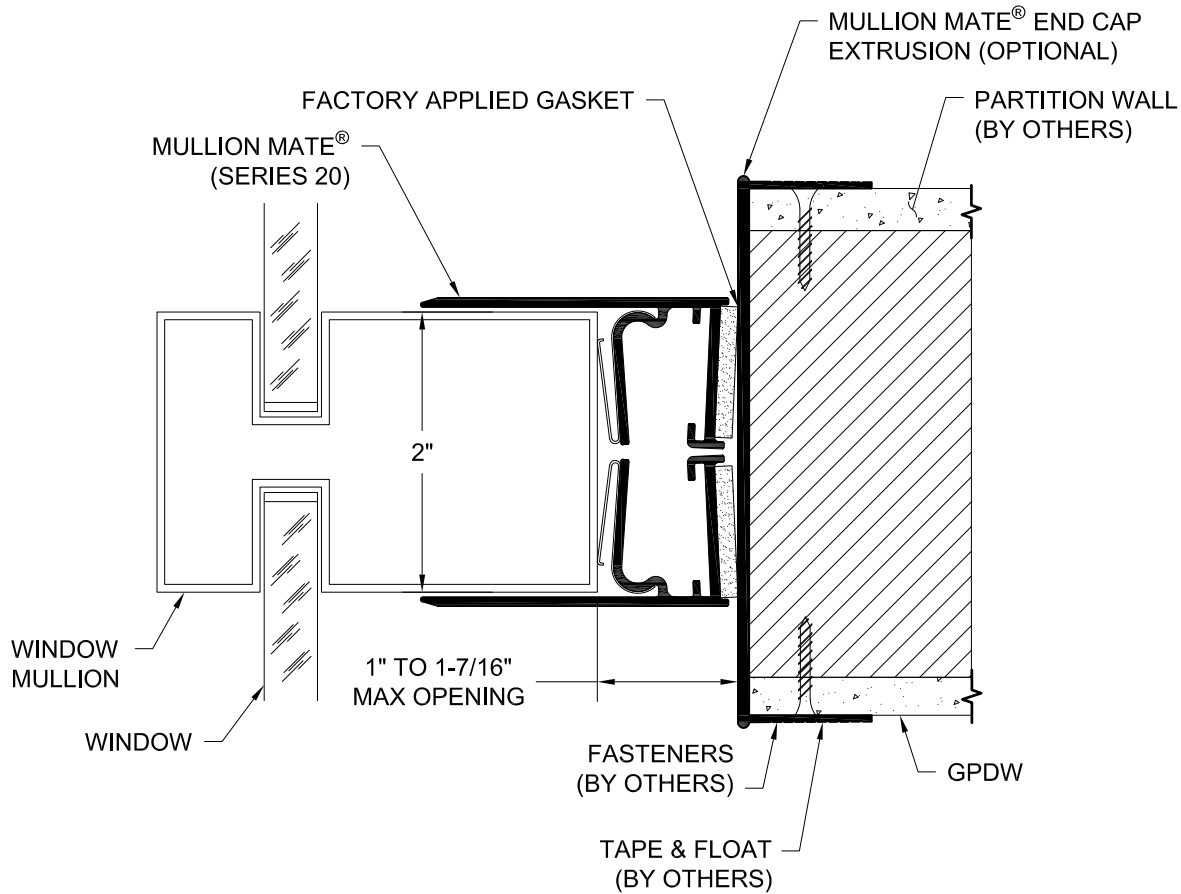 MULLION MATE® END CAP
EXTRUSION (OPTIONAL)
FACTORY APPLIED GASKET
PARTITION WALL
(BY OTHERS)
MULLION MATE®
(SERIES 20)
2"
WINDOW
MULLION
1" TO 1-7/16"
MAX OPENING
WINDOW
FASTENERS
(BY OTHERS)
GPDW
TAPE & FLOAT
(BY OTHERS)